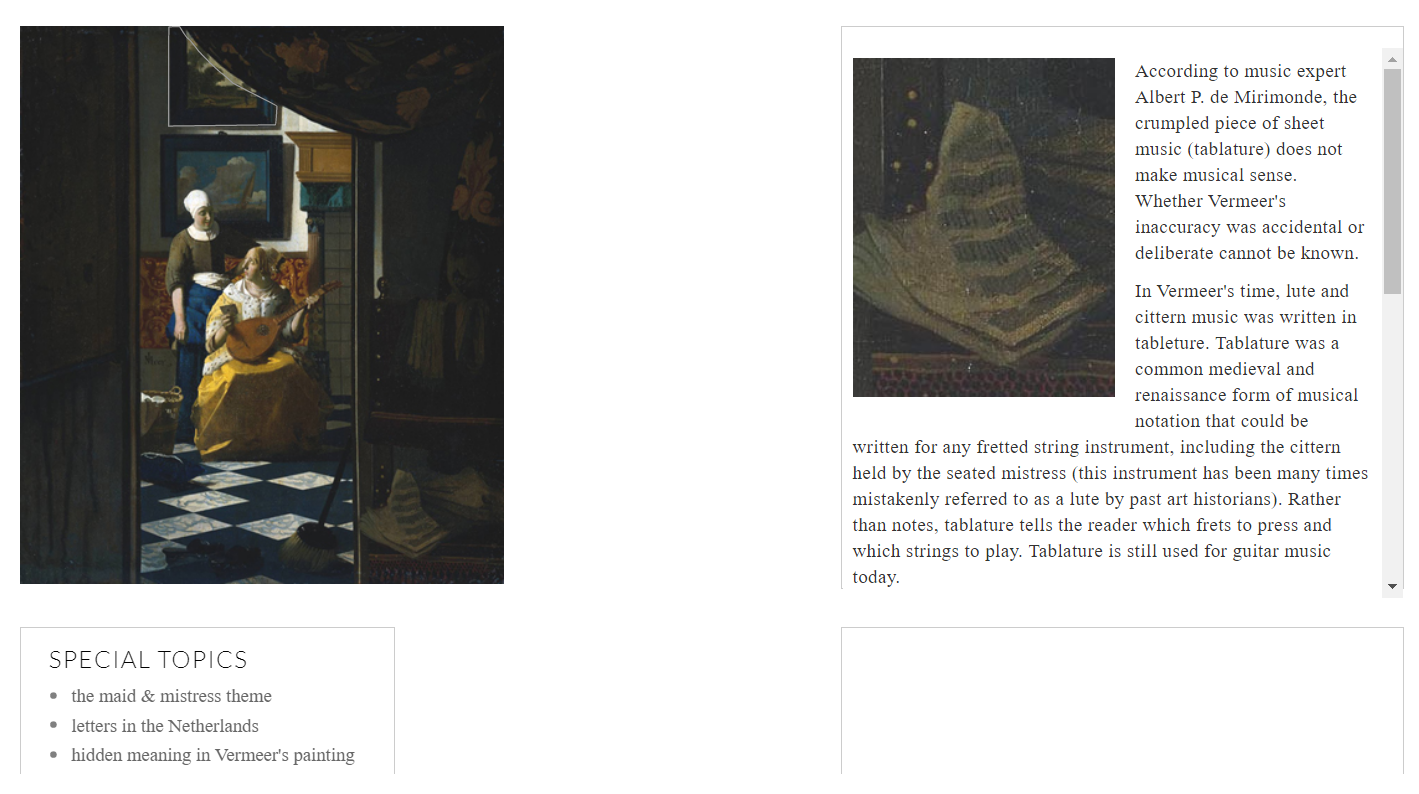 According to music expert
Albert P. de Mirimonde, the
crumpled piece of sheet
music (tablature) does not
make musical sense.
Whether Vermeer's
inaccuracy was accidental or
deliberate cannot be known.
In Vermeer's time, lute and
cittern music was written in
tableture. Tablature was a
common medieval and
renaissance form of musical
notation that could be
written for any fretted string instrument, including the cittern
held by the seated mistress (this instrument has been many times
mistakenly referred to as a lute by past art historians). Rather
than notes, tablature tells the reader which frets to press and
which strings to play. Tablature is still used for guitar music
today.
SPECIAL TOPICS
• the maid & mistress theme
• letters in the Netherlands
• hidden meaning in Vermeer's painting